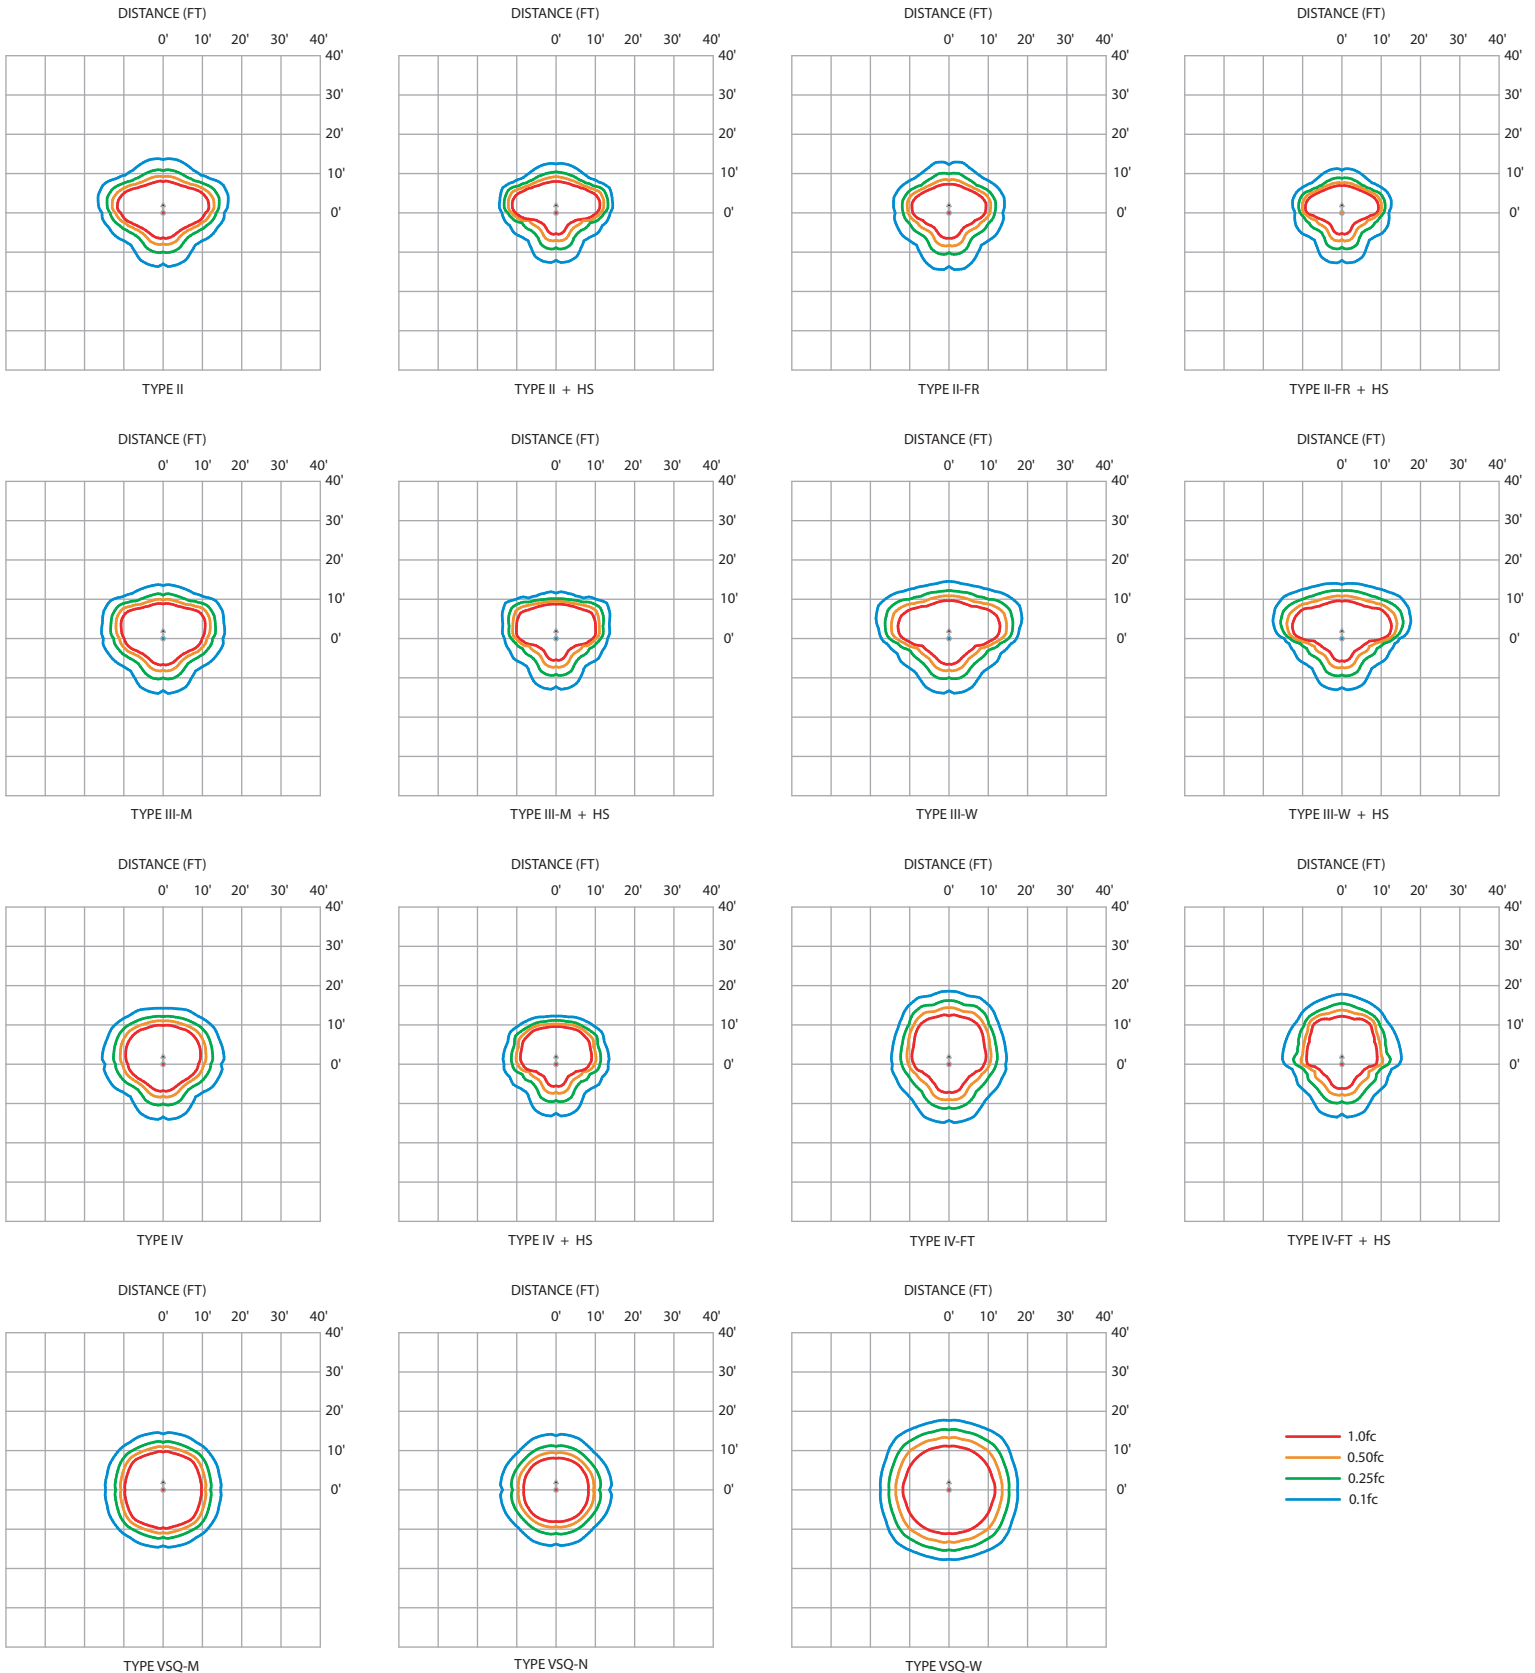 DISTANCE (FT) DISTANCE (FT) DISTANCE (FT) DISTANCE (FT)
0' 10' 20' 30' 40' 0' 10' 20' 30' 40' 0' 10' 20' 30' 40' 0' 10' 20' 30' 40'
40' 40' 40' 40'
30' 30' 30' 30'
20' 20' 20' 20'
10' 10' 10' 10'
0' 0' 0' 0'
TYPE II TYPE II + HS TYPE II-FR TYPE II-FR + HS
DISTANCE (FT) DISTANCE (FT) DISTANCE (FT) DISTANCE (FT)
0' 10' 20' 30' 40' 0' 10' 20' 30' 40' 0' 10' 20' 30' 40' 0' 10' 20' 30' 40'
40' 40' 40' 40'
30' 30' 30' 30'
20' 20' 20' 20'
10' 10' 10' 10'
0' 0' 0' 0'
TYPE III-M TYPE III-M + HS TYPE III-W TYPE III-W + HS
DISTANCE (FT) DISTANCE (FT) DISTANCE (FT) DISTANCE (FT)
0' 10' 20' 30' 40' 0' 10' 20' 30' 40' 0' 10' 20' 30' 40' 0' 10' 20' 30' 40'
40' 40' 40' 40'
30' 30' 30' 30'
20' 20' 20' 20'
10' 10' 10' 10'
0' 0' 0' 0'
TYPE IV TYPE IV + HS TYPE IV-FT TYPE IV-FT + HS
DISTANCE (FT) DISTANCE (FT) DISTANCE (FT)
0' 10' 20' 30' 40' 0' 10' 20' 30' 40' 0' 10' 20' 30' 40'
40' 40' 40'
30' 30' 30'
20' 20' 20'
10' 10' 10'
0' 0' 0'
TYPE VSQ-M TYPE VSQ-N TYPE VSQ-W
1.0fc
0.50fc
0.25fc
0.1fc